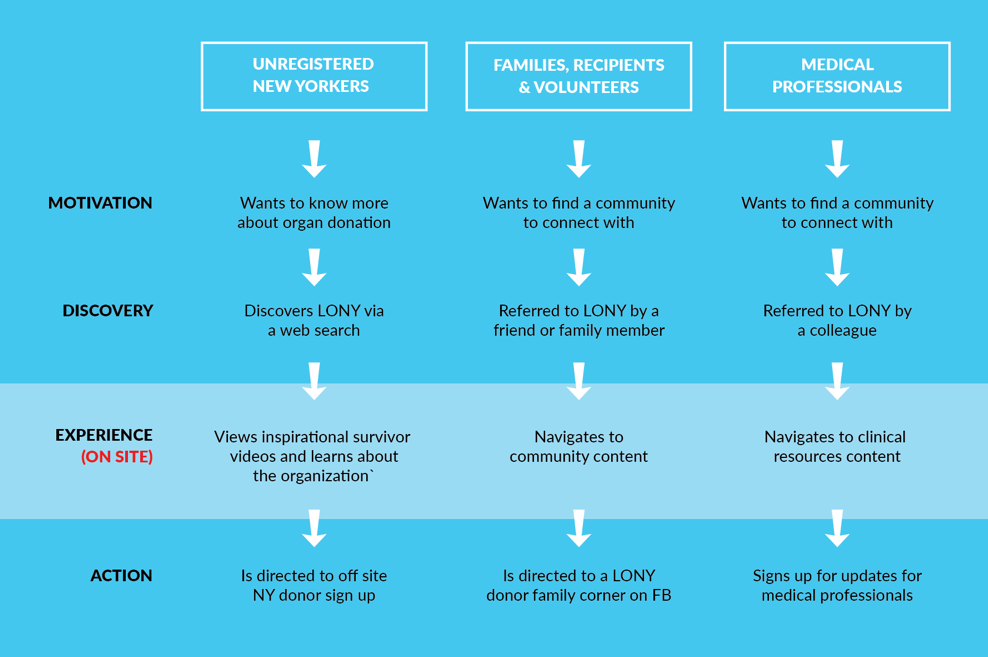 UNREGISTERED
NEW YORKERS
FAMILIES, RECIPIENTS
& VOLUNTEERS
MEDICAL
PROFESSIONALS
MOTIVATION
Wants to know more
about organ donation
Wants to find a community
to connect with
Wants to find a community
to connect with
DISCOVERY
Discovers LONY via
a web search
Referred to LONY by a
friend or family member
Referred to LONY by
a colleague
EXPERIENCE
(ON SITE)
Views inspirational survivor
videos and learns about
the organization`
Navigates to
community content
Navigates to clinical
resources content
ACTION
Is directed to off site
NY donor sign up
Is directed to a LONY
donor family corner on FB
Signs up for updates for
medical professionals